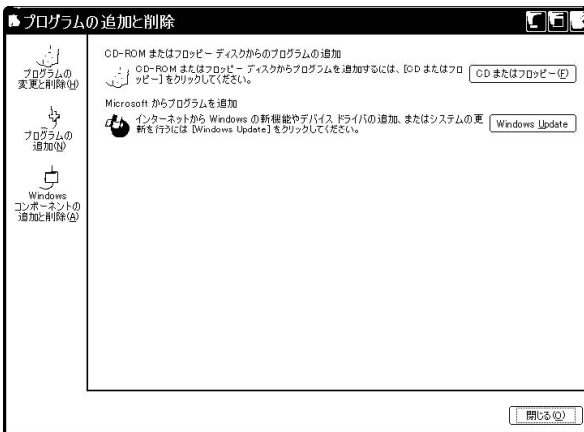 プログラムの追加と削除
プログラムの
変更と削除(H)
プログラムの
追加(N)
Windows
コンポーネントの
追加と削除(A)
CD-ROM またはフロッピー ディスクからのプログラムの追加
CD-ROM またはフロッピー ディスクからプログラムを追加するには、[CD またはフロ
ッピー] をクリックしてください。
CD またはフロッピー(F)
Microsoft からプログラムを追加
インターネットから Windows の新機能やデバイス ドライバの追加、またはシステムの更
新を行うには [Windows Update] をクリックしてください。
Windows Update
閉じる(O)